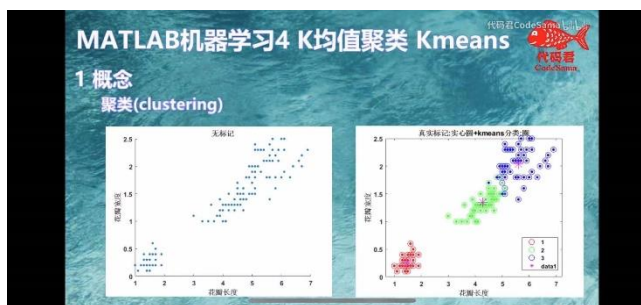 代码君CodeSama
MATLAB机器学习4 K均值聚类 Kmeans
代码君
CodeSama
1 概念
聚类(clustering)
无标记
2.5
2
1.5
1
0.5
0
1 2 3 4 5 6 7
花瓣宽度
花瓣长度
真实标记:实心圆+kmeans分类:圈
2.5
2
1.5
1
0.5
0
1 2 3 4 5 6 7
花瓣宽度
花瓣长度
1
2
3
data1